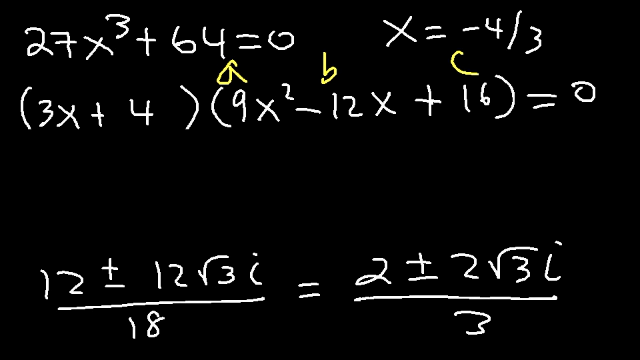 27x³ + 64 = 0 x = -4/3
a b c
(3x + 4 )(9x² - 12x + 16) = 0
12 ± 12√3 i / 18 = 2 ± 2√3 i / 3